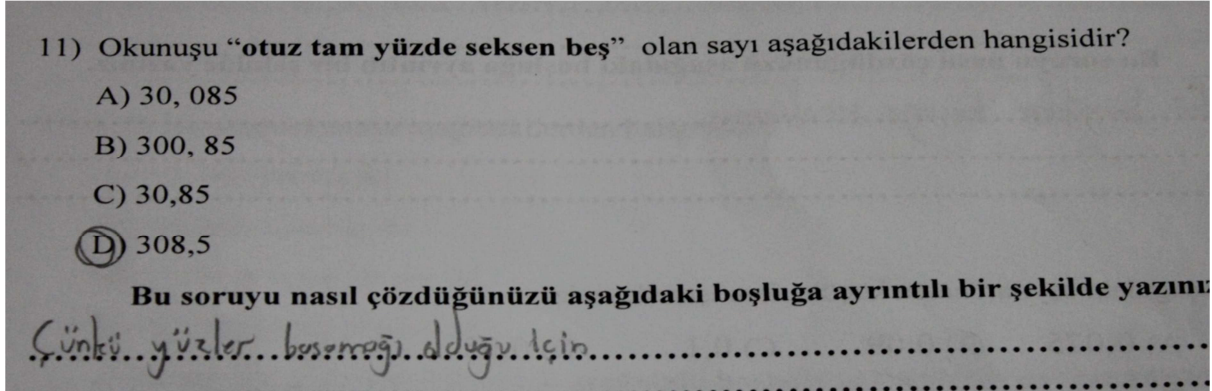 11) Okunuşu “otuz tam yüzde seksen beş” olan sayı aşağıdakilerden hangisidir?
A) 30, 085
B) 300, 85
C) 30,85
D) 308,5
Bu soruyu nasıl çözdüğünüzü aşağıdaki boşluğa ayrıntılı bir şekilde yazını
Çünkü yüzler basamağı olduğu için